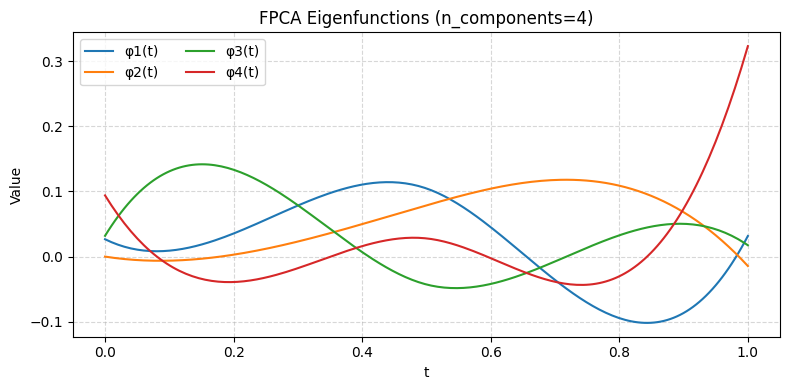 FPCA Eigenfunctions (n_components=4)
φ1(t) φ3(t)
φ2(t) φ4(t)
Value
0.3
0.2
0.1
0.0
−0.1
0.0 0.2 0.4 0.6 0.8 1.0
t